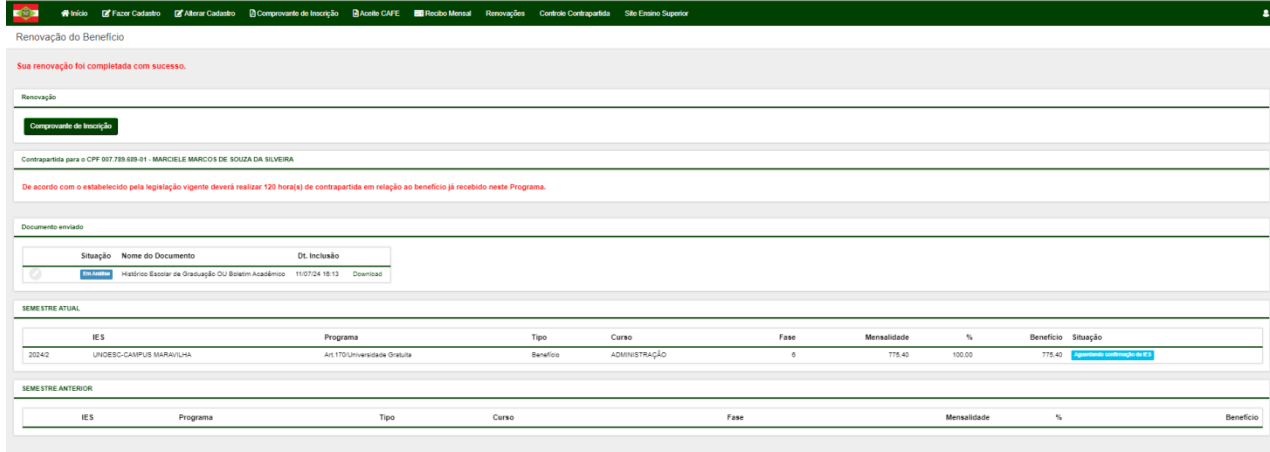 Início Fazer Cadastro Alterar Cadastro Comprovante de Inscrição Aceite CAFE Recibo Mensal Renovações Controle Contrapartida Site Ensino Superior
Renovação do Benefício
Sua renovação foi completada com sucesso.
Renovação
Comprovante de Inscrição
Contrapartida para o CPF 007.789.689-01 - MARCIELE MARCOS DE SOUZA DA SILVEIRA
De acordo com o estabelecido pela legislação vigente deverá realizar 120 hora(s) de contrapartida em relação ao benefício já recebido neste Programa.
Documento enviado
Situação Nome do Documento Dt. Inclusão
Em Análise Histórico Escolar de Graduação OU Boletim Acadêmico 11/07/24 16:13 Download
SEMESTRE ATUAL
IES Programa Tipo Curso Fase Mensalidade % Benefício Situação
2024/2 UNOESC-CAMPUS MARAVILHA Art.170/Universidade Gratuita Benefício ADMINISTRAÇÃO 6 775.40 100.00 775.40 Aguardando confirmação da IES
SEMESTRE ANTERIOR
IES Programa Tipo Curso Fase Mensalidade % Benefício